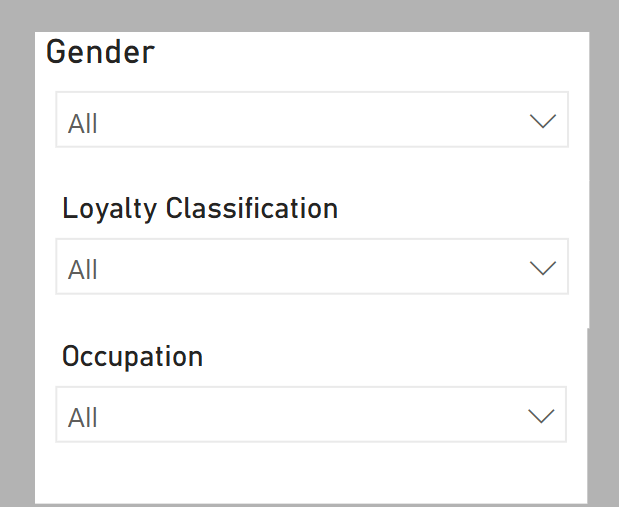 Gender
All
Loyalty Classification
All
Occupation
All